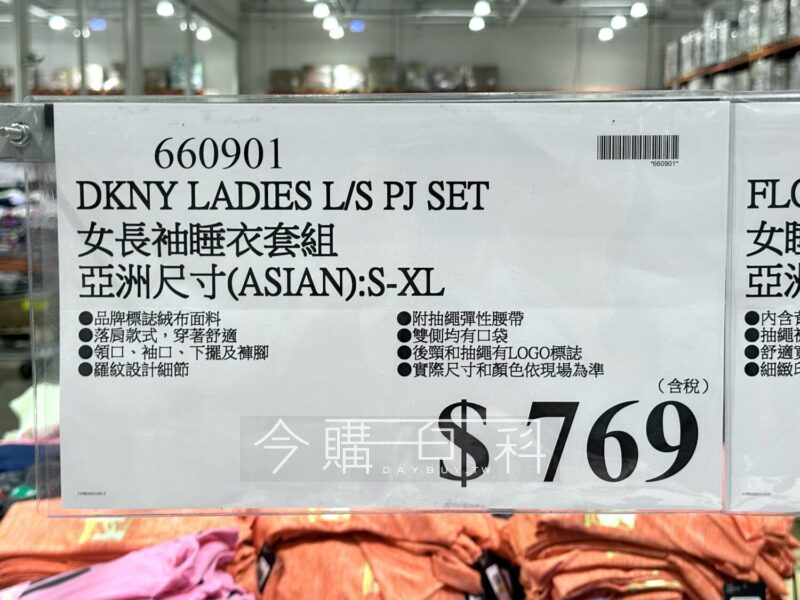 660901
*660901*
DKNY LADIES L/S PJ SET
女長袖睡衣套組
亞洲尺寸(ASIAN):S-XL
●品牌標誌絨布面料
●落肩款式，穿著舒適
●領口、袖口、下擺及褲腳
●羅紋設計細節
●附抽繩彈性腰帶
●雙側均有口袋
●後頸和抽繩有LOGO標誌
●實際尺寸和顏色依現場為準
（含稅）
$ 769
今購百科
DAYBUY.TW
FLO
女睡
亞洲
●內含
●抽繩
●舒適
●細緻